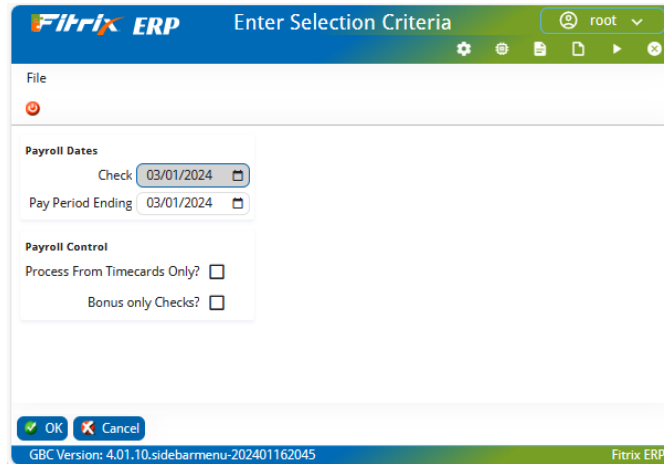 Fitrix ERP Enter Selection Criteria root
File
Payroll Dates
Check 03/01/2024
Pay Period Ending 03/01/2024
Payroll Control
Process From Timecards Only?
Bonus only Checks?
OK Cancel
GBC Version: 4.01.10.sidebarmenu-202401162045 Fitrix ERP